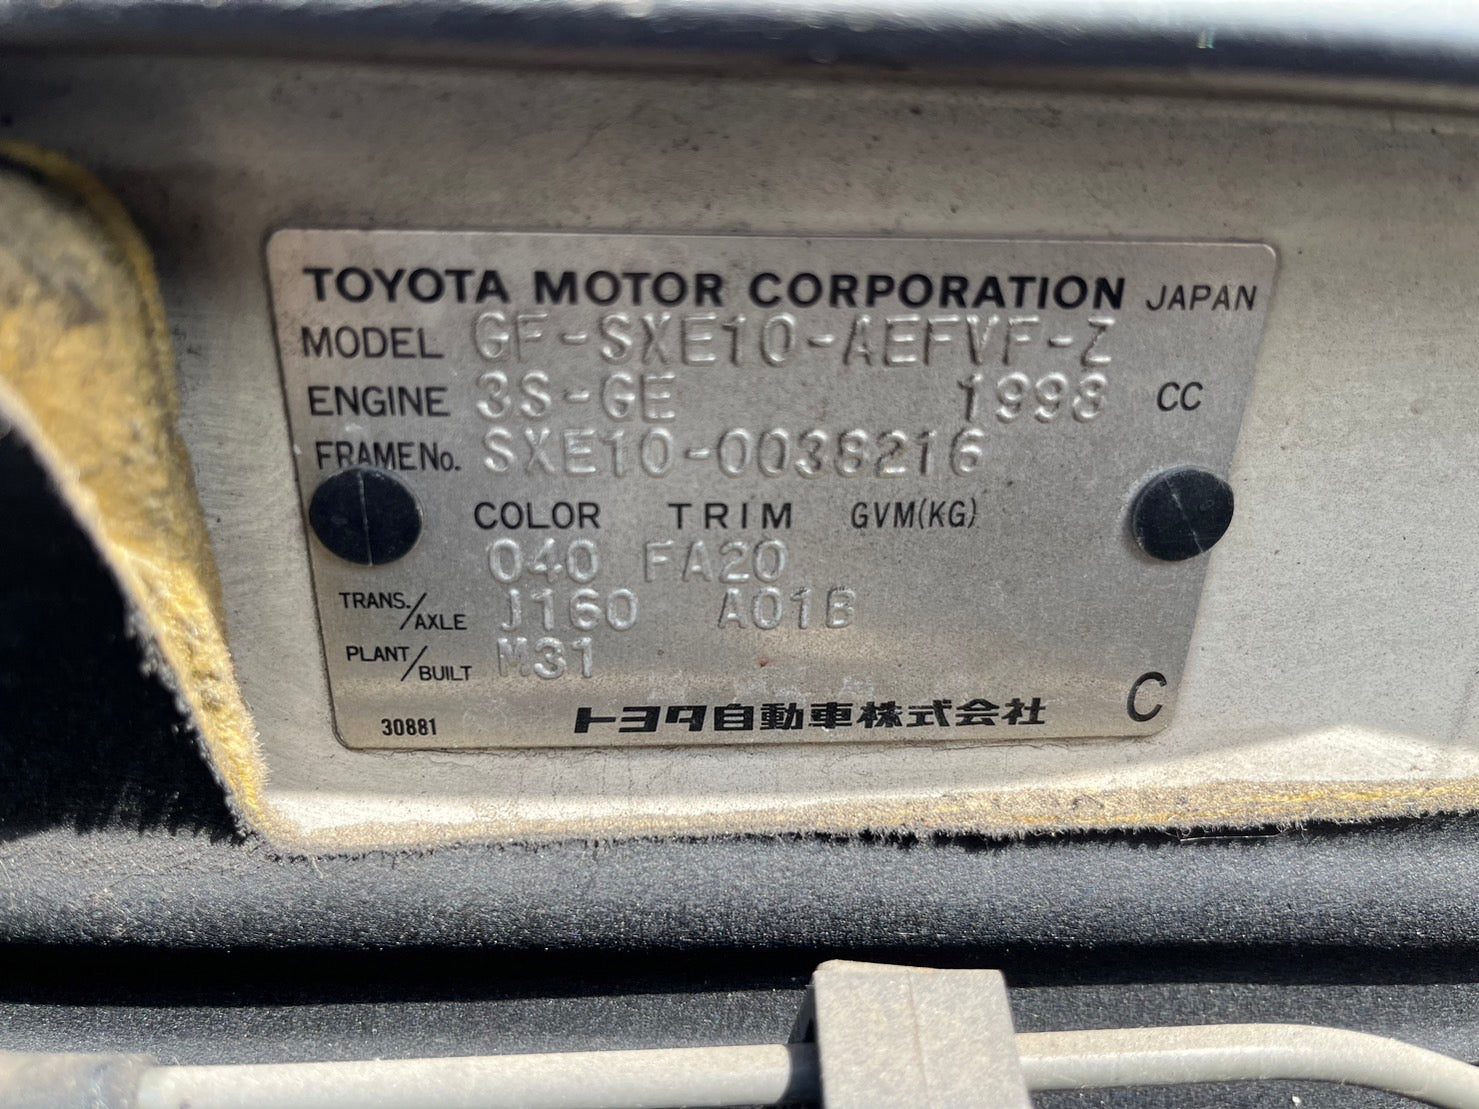 TOYOTA MOTOR CORPORATION JAPAN
MODEL GF-SXE10-AEFVF-Z
ENGINE 3S-GE 1998 CC
FRAME No. SXE10-0038216
COLOR TRIM GVM(KG)
040 FA20
TRANS./AXLE J160 A01B
PLANT/BUILT M31
30881 トヨタ自動車株式会社 C